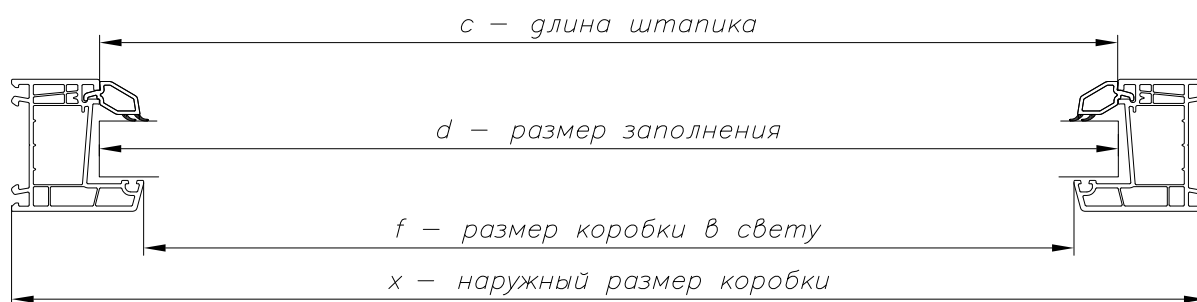 c – длина штапика
d – размер заполнения
f – размер коробки в свету
x – наружный размер коробки